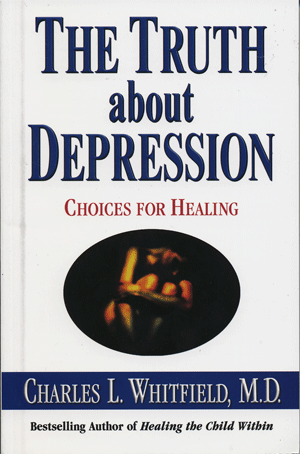 THE TRUTH
about
DEPRESSION
CHOICES FOR HEALING
CHARLES L. WHITFIELD, M.D.
Bestselling Author of Healing the Child Within